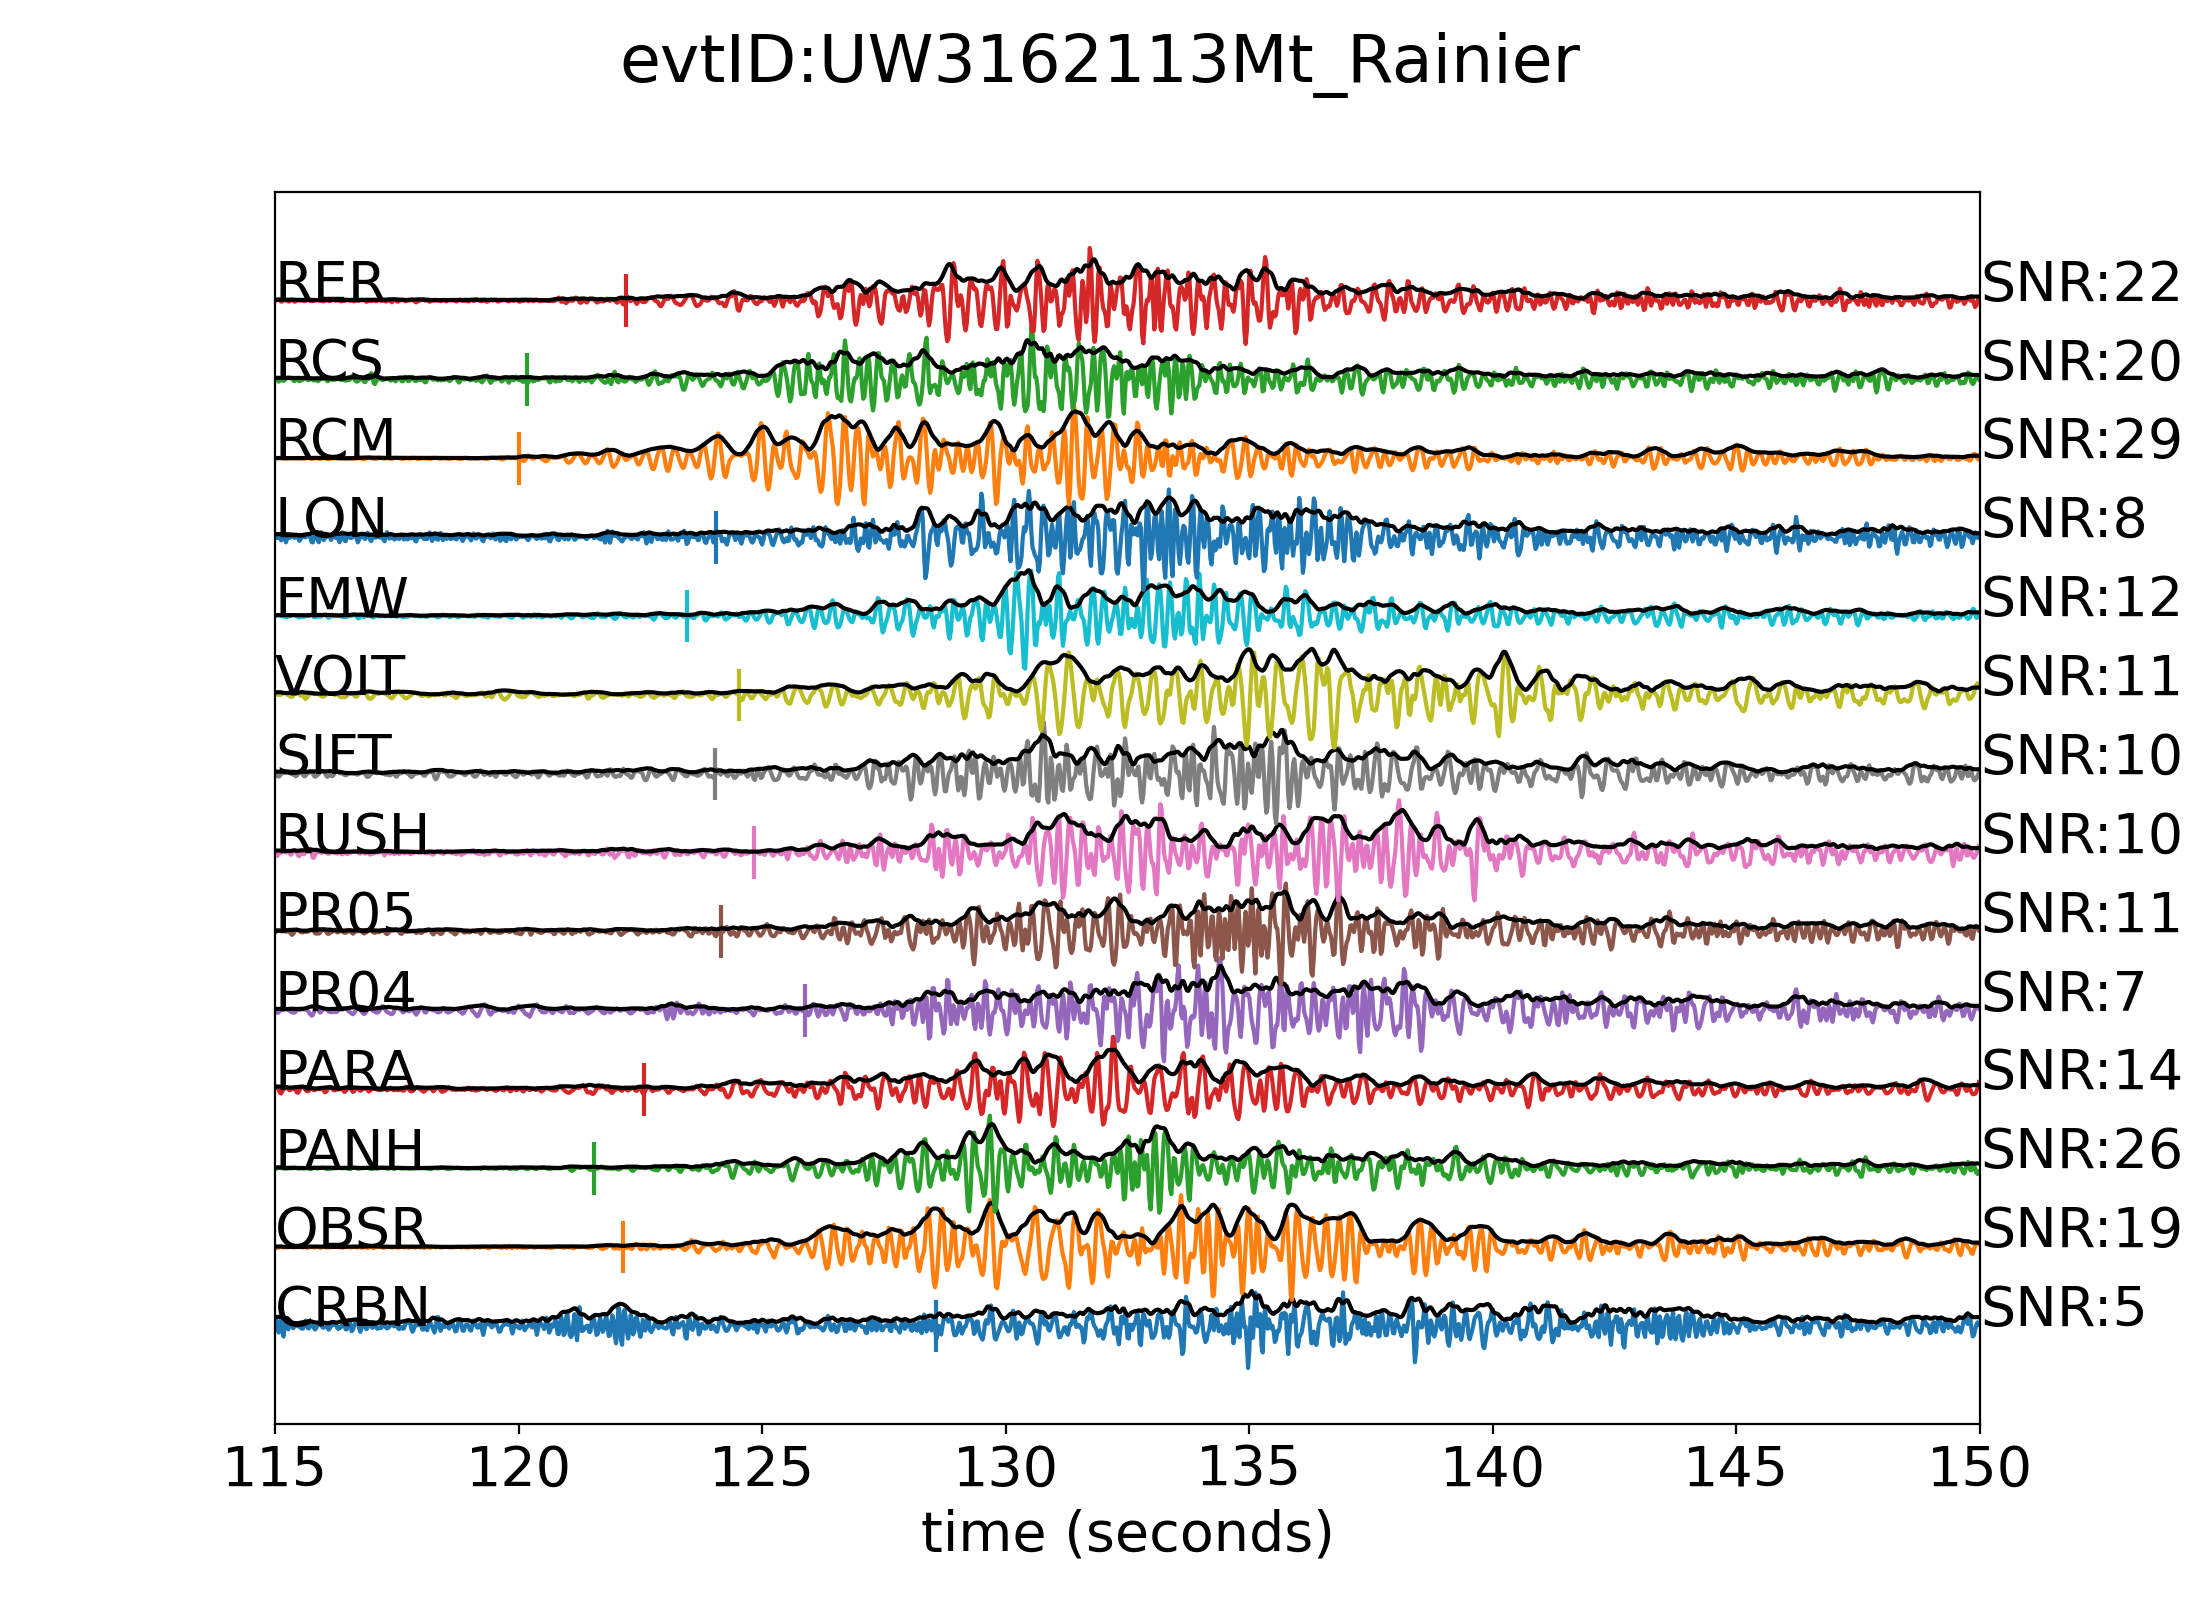 evtID:UW3162113Mt_Rainier
RER SNR:22
RCS SNR:20
RCM SNR:29
LON SNR:8
FMW SNR:12
VOIT SNR:11
SIFT SNR:10
RUSH SNR:10
PR05 SNR:11
PR04 SNR:7
PARA SNR:14
PANH SNR:26
OBSR SNR:19
CRBN SNR:5
115 120 125 130 135 140 145 150
time (seconds)